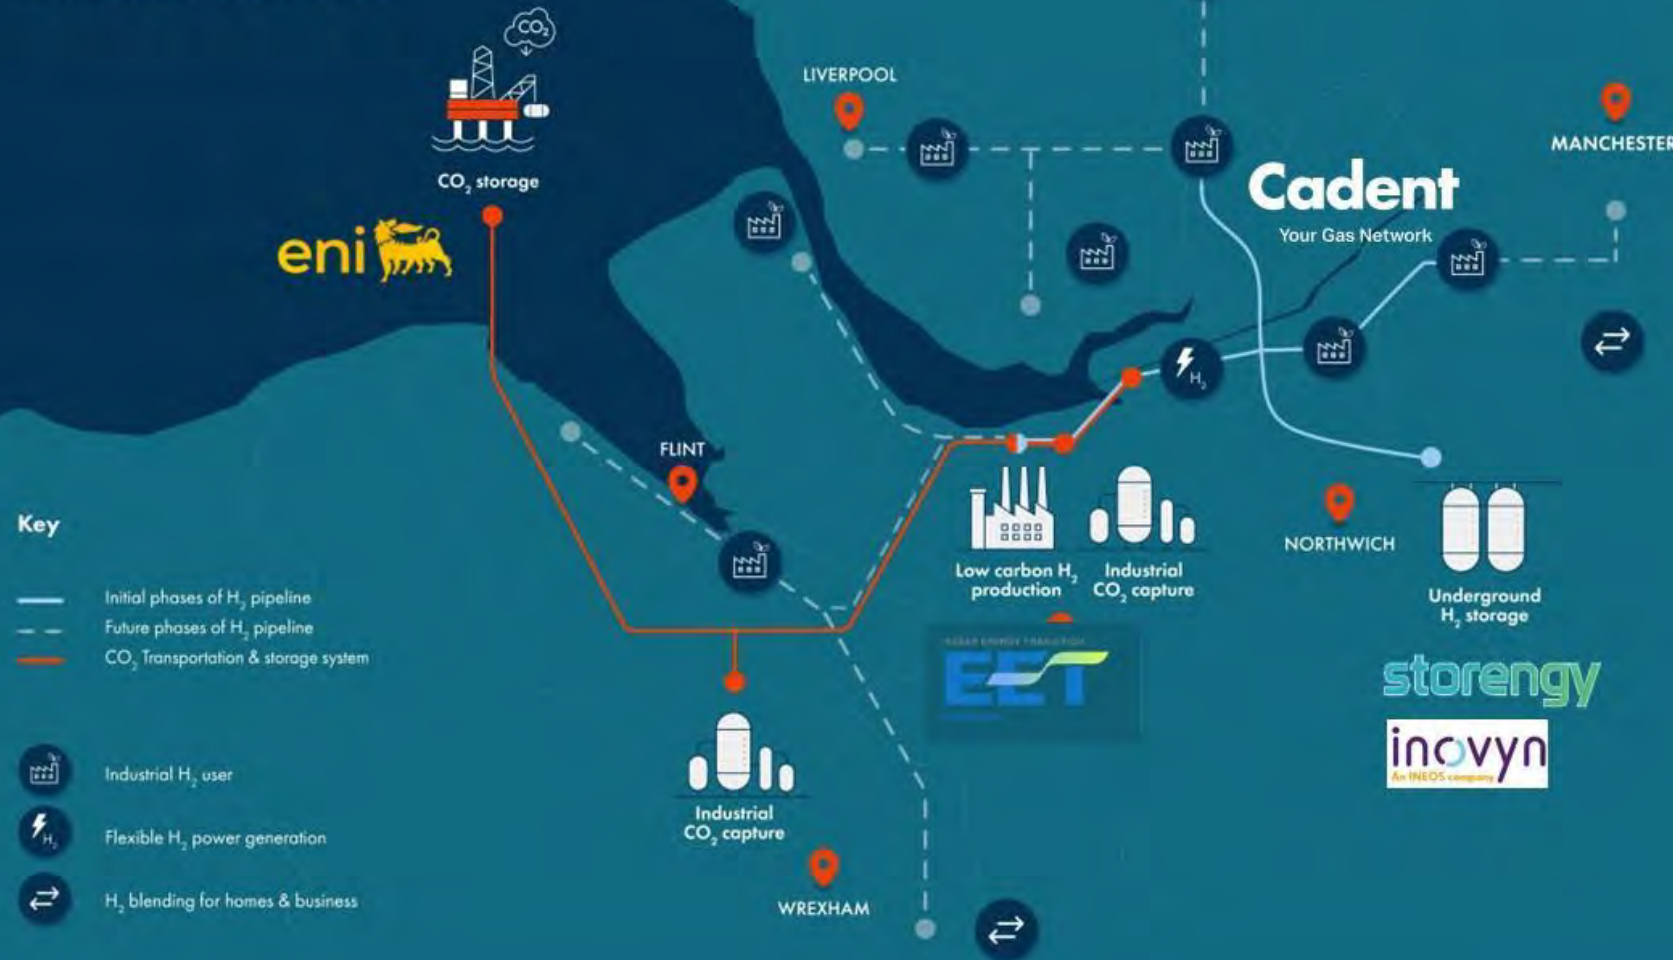 CO₂
CO₂ storage
eni
LIVERPOOL
MANCHESTER
Cadent
Your Gas Network
H₂
FLINT
Low carbon H₂
production
Industrial
CO₂ capture
NORTHWICH
Underground
H₂ storage
EET
storengy
inovyn
An INEOS company
Industrial
CO₂ capture
WREXHAM
Key
Initial phases of H₂ pipeline
Future phases of H₂ pipeline
CO₂ Transportation & storage system
Industrial H₂ user
H₂
Flexible H₂ power generation
H₂ blending for homes & business